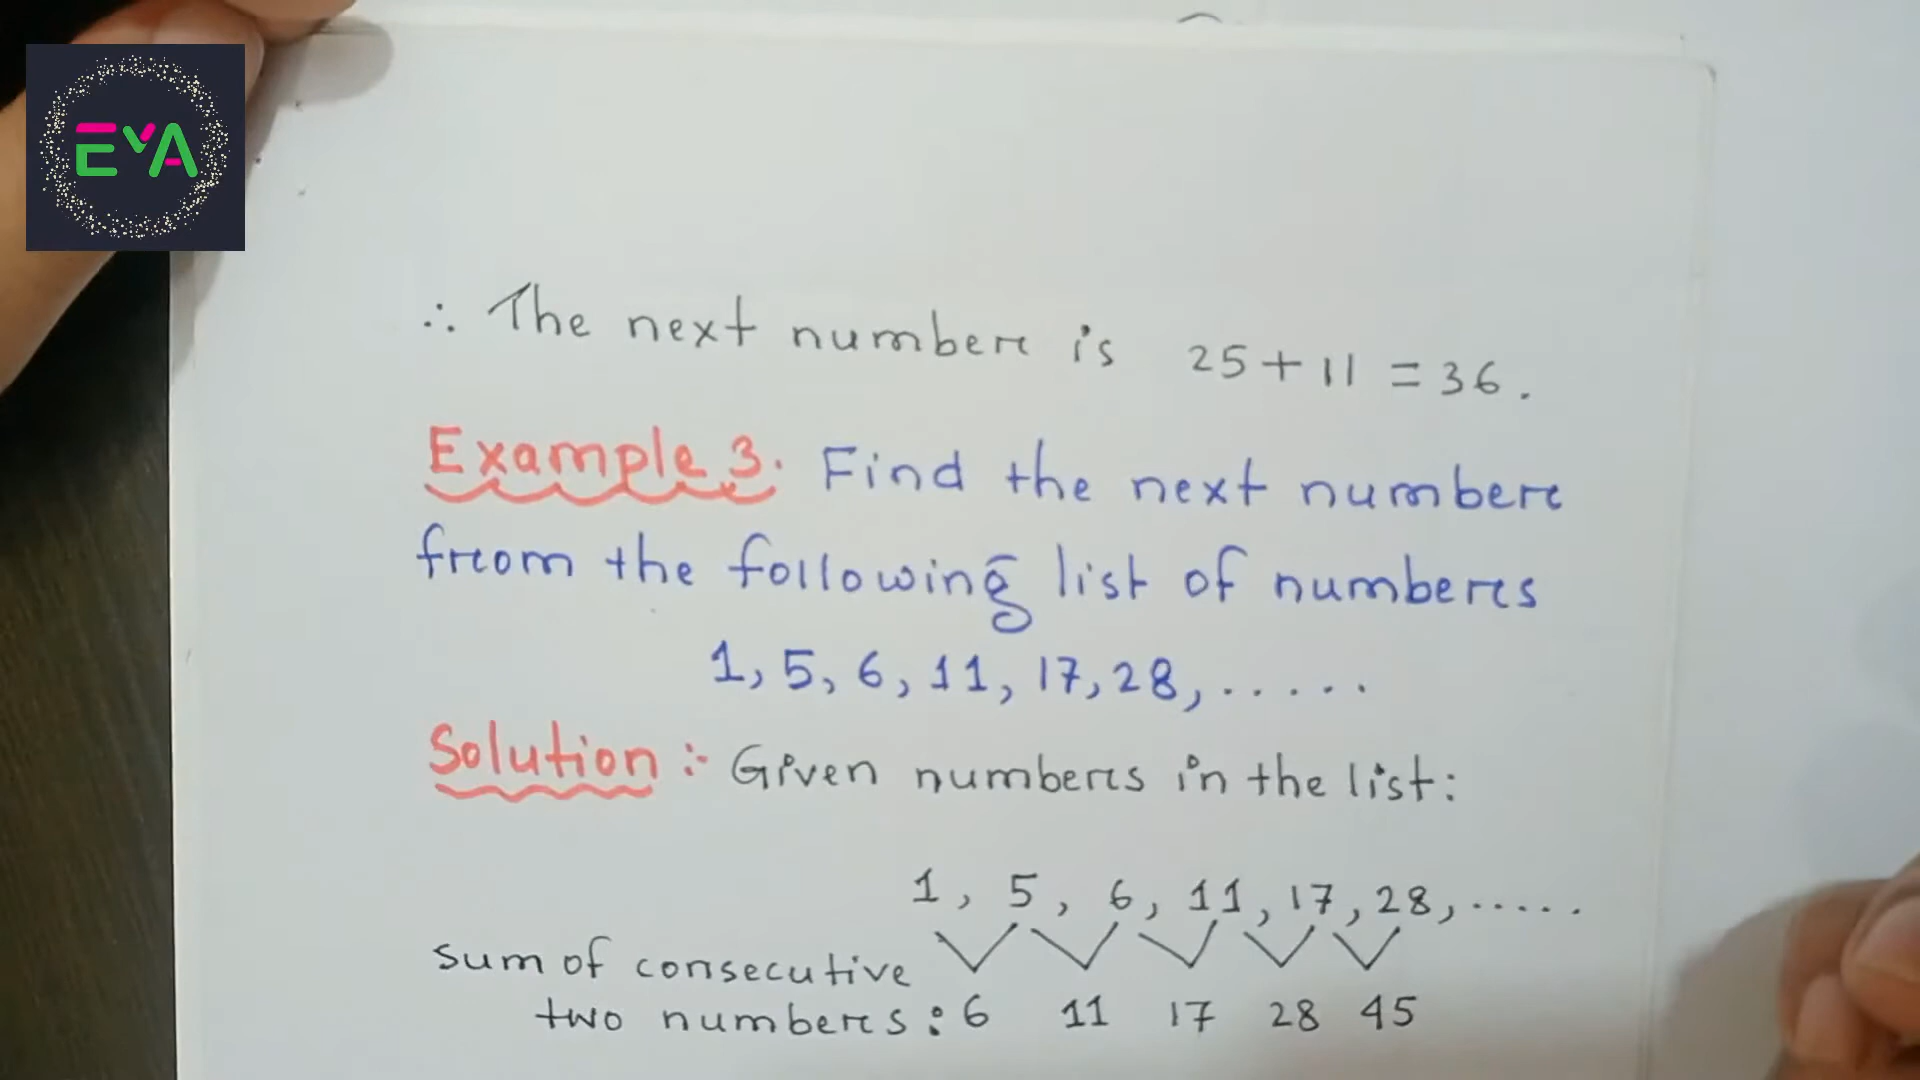 EYA
∴ The next number is 25+11 = 36.
Example 3. Find the next number
from the following list of numbers
1, 5, 6, 11, 17, 28, .....
Solution :- Given numbers in the list:
1, 5, 6, 11, 17, 28, .....
sum of consecutive
two numbers: 6 11 17 28 45